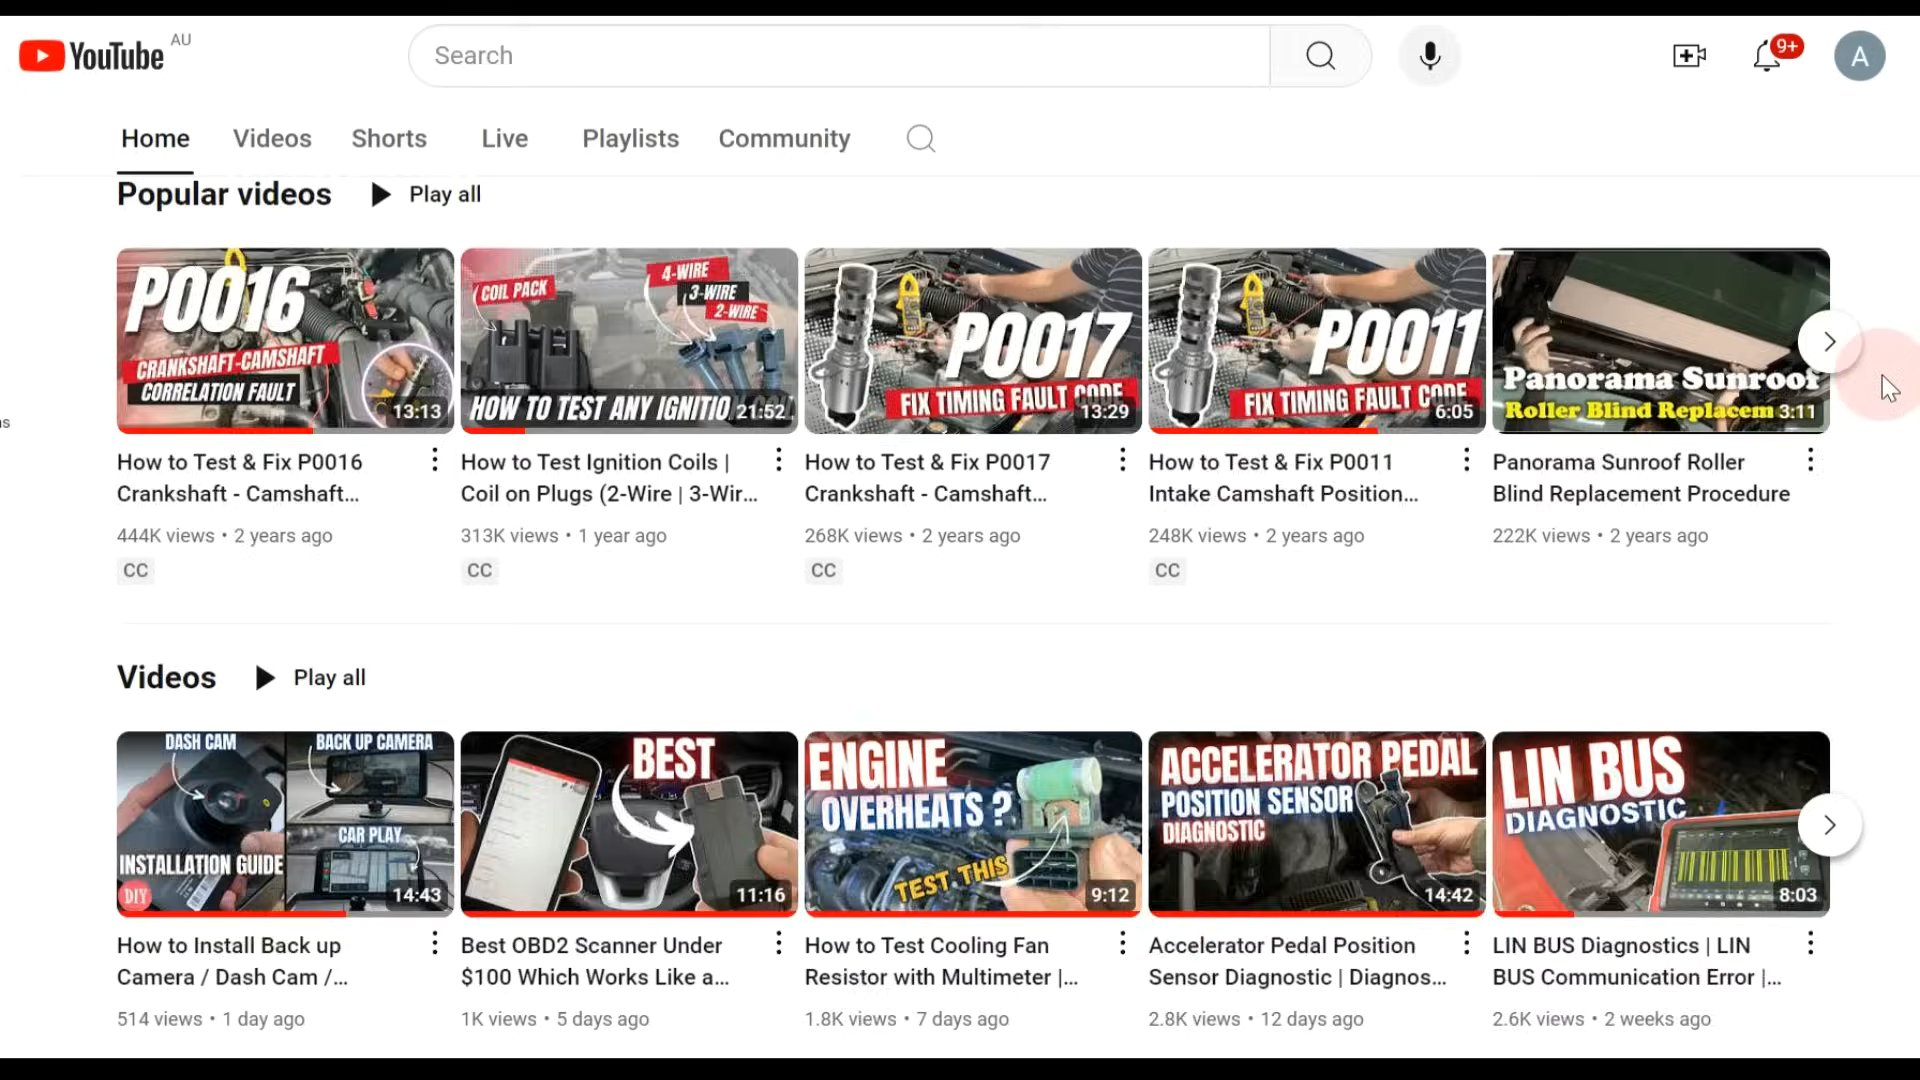 YouTube AU
Search
9+
A
Home Videos Shorts Live Playlists Community
Popular videos Play all
P0016
CRANKSHAFT-CAMSHAFT
CORRELATION FAULT
13:13
COIL PACK
4-WIRE
3-WIRE
2-WIRE
HOW TO TEST ANY IGNITIO
21:52
P0017
FIX TIMING FAULT CODE
13:29
P0011
FIX TIMING FAULT CODE
6:05
Panorama Sunroof
Roller Blind Replacem
3:11
How to Test & Fix P0016
Crankshaft - Camshaft...
444K views • 2 years ago
CC
How to Test Ignition Coils |
Coil on Plugs (2-Wire | 3-Wir...
313K views • 1 year ago
CC
How to Test & Fix P0017
Crankshaft - Camshaft...
268K views • 2 years ago
CC
How to Test & Fix P0011
Intake Camshaft Position...
248K views • 2 years ago
CC
Panorama Sunroof Roller
Blind Replacement Procedure
222K views • 2 years ago
Videos Play all
DASH CAM
BACK UP CAMERA
CAR PLAY
INSTALLATION GUIDE
DIY
14:43
BEST
11:16
ENGINE
OVERHEATS ?
TEST THIS
9:12
ACCELERATOR PEDAL
POSITION SENSOR
DIAGNOSTIC
14:42
LIN BUS
DIAGNOSTIC
8:03
How to Install Back up
Camera / Dash Cam /...
514 views • 1 day ago
Best OBD2 Scanner Under
$100 Which Works Like a...
1K views • 5 days ago
How to Test Cooling Fan
Resistor with Multimeter |...
1.8K views • 7 days ago
Accelerator Pedal Position
Sensor Diagnostic | Diagnos...
2.8K views • 12 days ago
LIN BUS Diagnostics | LIN
BUS Communication Error |...
2.6K views • 2 weeks ago